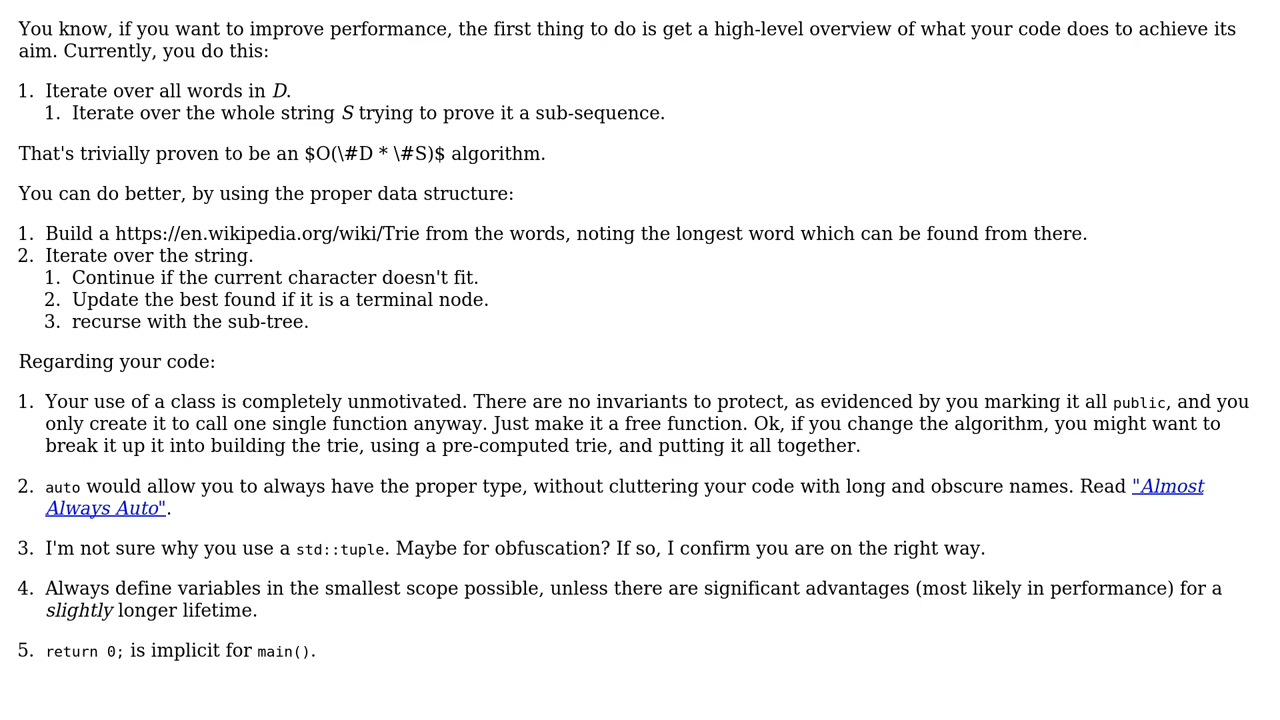 You know, if you want to improve performance, the first thing to do is get a high-level overview of what your code does to achieve its
aim. Currently, you do this:
1. Iterate over all words in D.
1. Iterate over the whole string S trying to prove it a sub-sequence.
That's trivially proven to be an $O(\#D * \#S)$ algorithm.
You can do better, by using the proper data structure:
1. Build a https://en.wikipedia.org/wiki/Trie from the words, noting the longest word which can be found from there.
2. Iterate over the string.
1. Continue if the current character doesn't fit.
2. Update the best found if it is a terminal node.
3. recurse with the sub-tree.
Regarding your code:
1. Your use of a class is completely unmotivated. There are no invariants to protect, as evidenced by you marking it all public, and you
only create it to call one single function anyway. Just make it a free function. Ok, if you change the algorithm, you might want to
break it up it into building the trie, using a pre-computed trie, and putting it all together.
2. auto would allow you to always have the proper type, without cluttering your code with long and obscure names. Read "Almost
Always Auto".
3. I'm not sure why you use a std::tuple. Maybe for obfuscation? If so, I confirm you are on the right way.
4. Always define variables in the smallest scope possible, unless there are significant advantages (most likely in performance) for a
slightly longer lifetime.
5. return 0; is implicit for main().